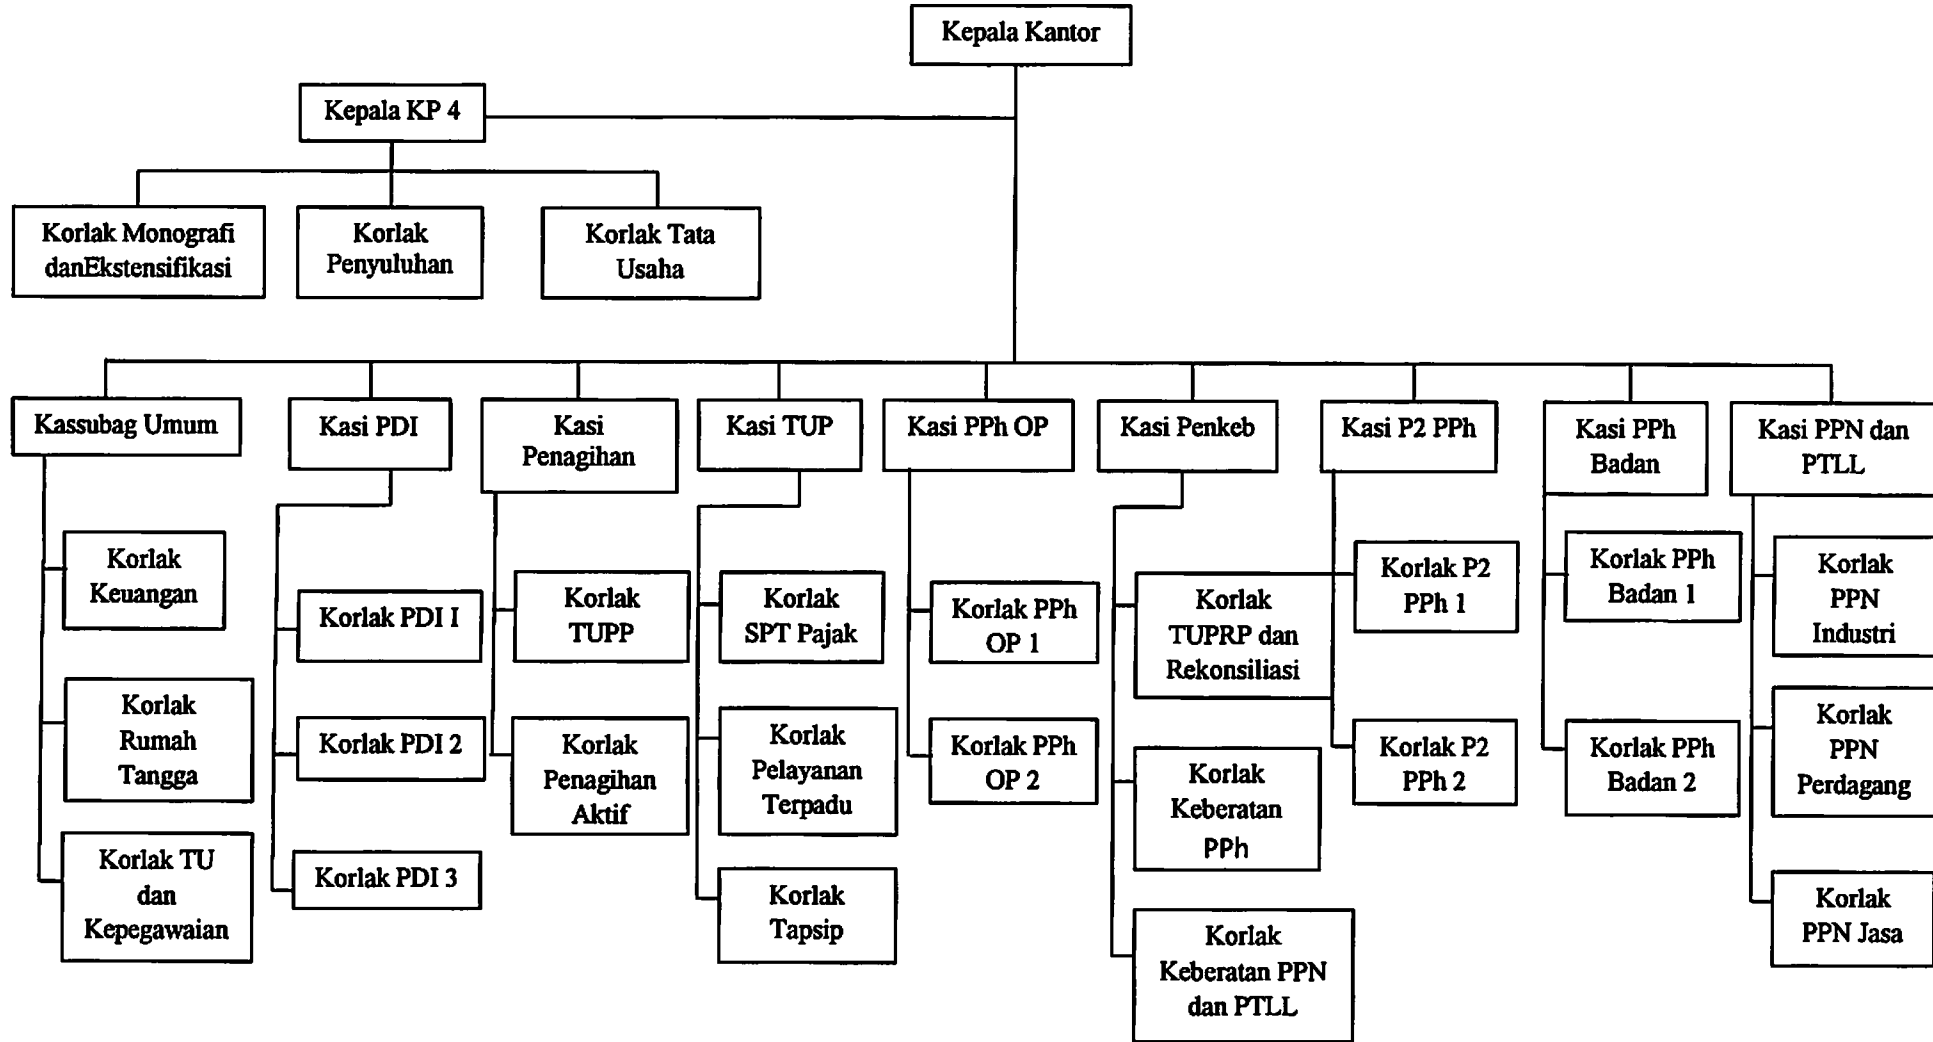 Kepala Kantor
Kepala KP 4
Korlak Monografi
danEkstensifikasi
Korlak
Penyuluhan
Korlak Tata
Usaha
Kassubag Umum
Kasi PDI
Kasi
Penagihan
Kasi TUP
Kasi PPh OP
Kasi Penkeb
Kasi P2 PPh
Kasi PPh
Badan
Kasi PPN dan
PTLL
Korlak
Keuangan
Korlak
Rumah
Tangga
Korlak TU
dan
Kepegawaian
Korlak PDI I
Korlak PDI 2
Korlak PDI 3
Korlak
TUPP
Korlak
Penagihan
Aktif
Korlak
SPT Pajak
Korlak
Pelayanan
Terpadu
Korlak
Tapsip
Korlak PPh
OP 1
Korlak PPh
OP 2
Korlak
TUPRP dan
Rekonsiliasi
Korlak
Keberatan
PPh
Korlak
Keberatan PPN
dan PTLL
Korlak P2
PPh 1
Korlak P2
PPh 2
Korlak PPh
Badan 1
Korlak PPh
Badan 2
Korlak
PPN
Industri
Korlak
PPN
Perdagang
Korlak
PPN Jasa